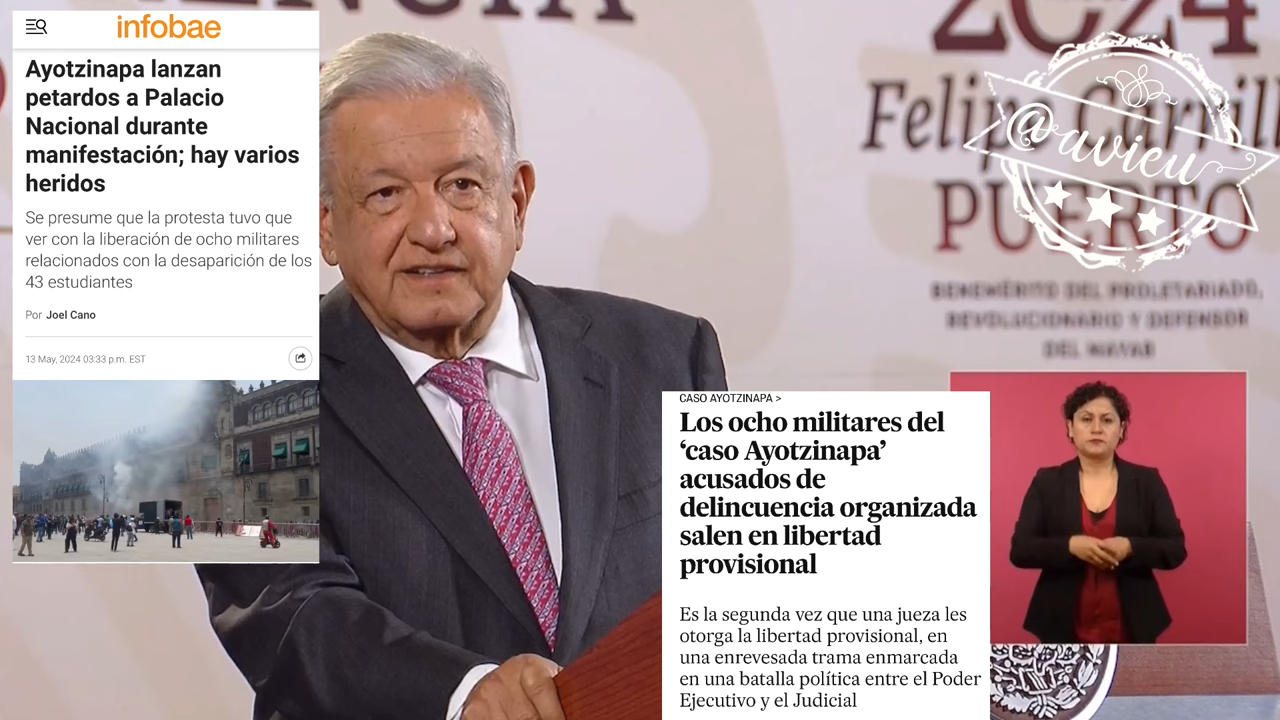 infobae
Ayotzinapa lanzan
petardos a Palacio
Nacional durante
manifestación; hay varios
heridos
Se presume que la protesta tuvo que
ver con la liberación de ocho militares
relacionados con la desaparición de los
43 estudiantes
Por Joel Cano
13 May, 2024 03:33 p.m. EST
2024
Felipe Carrill
PUERTO
BENEMÉRITO DEL PROLETARIADO,
REVOLUCIONARIO Y DEFENSOR
DEL MAYAB
@avieu
CASO AYOTZINAPA >
Los ocho militares del
‘caso Ayotzinapa’
acusados de
delincuencia organizada
salen en libertad
provisional
Es la segunda vez que una jueza les
otorga la libertad provisional, en
una enrevesada trama enmarcada
en una batalla política entre el Poder
Ejecutivo y el Judicial